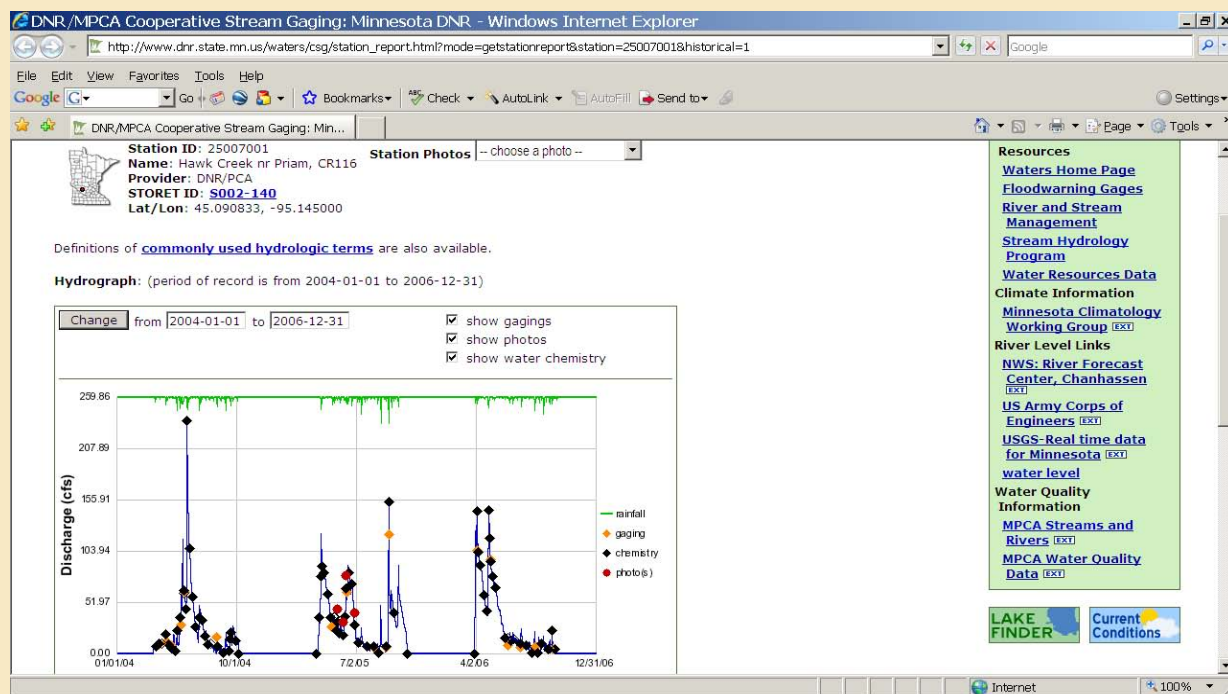 DNR/MPCA Cooperative Stream Gaging: Minnesota DNR - Windows Internet Explorer
http://www.dnr.state.mn.us/waters/csg/station_report.html?mode=getstationreport&station=25007001&historical=1
Google
File Edit View Favorites Tools Help
Google G Go Bookmarks ABC Check AutoLink AutoFill Send to Settings
DNR/MPCA Cooperative Stream Gaging: Min... Page Tools
Station ID: 25007001
Name: Hawk Creek nr Priam, CR116
Provider: DNR/PCA
STORET ID: S002-140
Lat/Lon: 45.090833, -95.145000
Station Photos -- choose a photo --
Definitions of commonly used hydrologic terms are also available.
Hydrograph: (period of record is from 2004-01-01 to 2006-12-31)
Change from 2004-01-01 to 2006-12-31
show gagings
show photos
show water chemistry
259.86
207.89
155.91
103.94
51.97
0.00
Discharge (cfs)
01/01/04 10/1/04 7/2/05 4/2/06 12/31/06
rainfall
gaging
chemistry
photo(s)
Resources
Waters Home Page
Floodwarning Gages
River and Stream
Management
Stream Hydrology
Program
Water Resources Data
Climate Information
Minnesota Climatology
Working Group EXT
River Level Links
NWS: River Forecast
Center, Chanhassen
EXT
US Army Corps of
Engineers EXT
USGS-Real time data
for Minnesota EXT
water level
Water Quality
Information
MPCA Streams and
Rivers EXT
MPCA Water Quality
Data EXT
LAKE
FINDER
Current
Conditions
Internet 100%